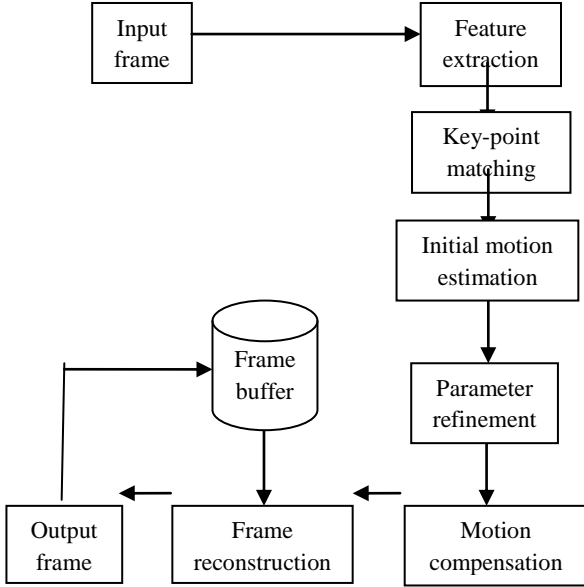 Input
frame
Feature
extraction
Key-point
matching
Initial motion
estimation
Frame
buffer
Parameter
refinement
Output
frame
Frame
reconstruction
Motion
compensation